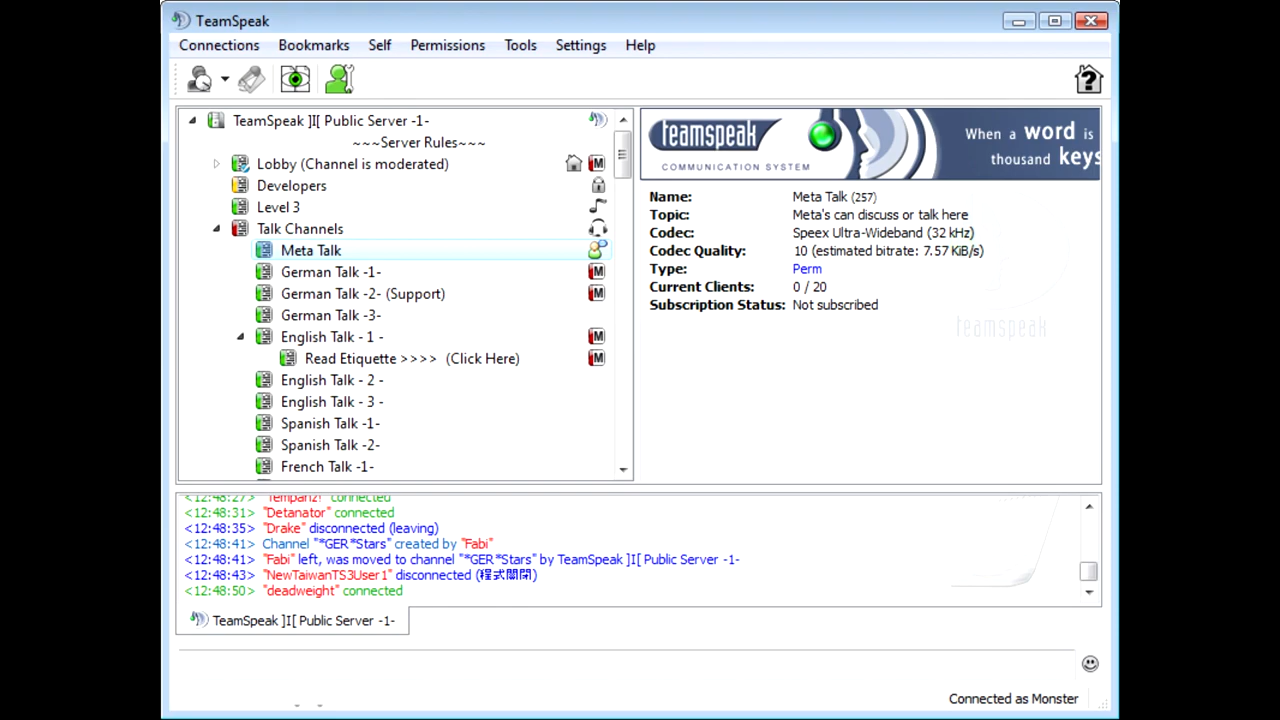 TeamSpeak
Connections Bookmarks Self Permissions Tools Settings Help
TeamSpeak ]I[ Public Server -1-
~~~Server Rules~~~
Lobby (Channel is moderated)
Developers
Level 3
Talk Channels
Meta Talk
German Talk -1-
German Talk -2- (Support)
German Talk -3-
English Talk - 1 -
Read Etiquette >>>> (Click Here)
English Talk - 2 -
English Talk - 3 -
Spanish Talk -1-
Spanish Talk -2-
French Talk -1-
teamspeak
COMMUNICATION SYSTEM
When a word is
thousand keys
Name: Meta Talk (257)
Topic: Meta's can discuss or talk here
Codec: Speex Ultra-Wideband (32 kHz)
Codec Quality: 10 (estimated bitrate: 7.57 KiB/s)
Type: Perm
Current Clients: 0 / 20
Subscription Status: Not subscribed
teamspeak
<12:48:27> "Tempanz!" connected
<12:48:31> "Detanator" connected
<12:48:35> "Drake" disconnected (leaving)
<12:48:41> Channel "*GER*Stars" created by "Fabi"
<12:48:41> "Fabi" left, was moved to channel "*GER*Stars" by TeamSpeak ]I[ Public Server -1-
<12:48:43> "NewTaiwanTS3User1" disconnected (程式關閉)
<12:48:50> "deadweight" connected
TeamSpeak ]I[ Public Server -1-
Connected as Monster